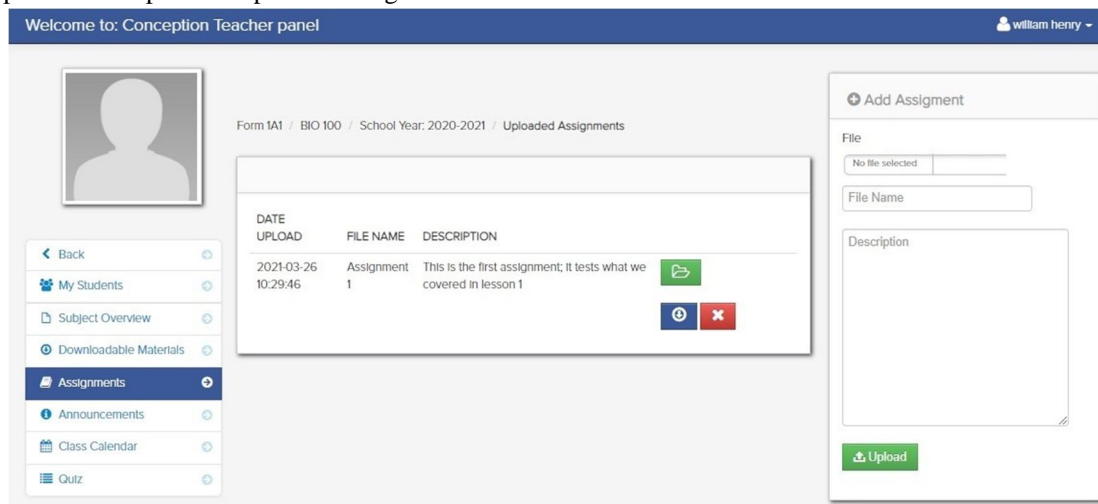 Welcome to: Conception Teacher panel
william henry
Form 1A1 / BIO 100 / School Year: 2020-2021 / Uploaded Assignments
DATE
UPLOAD FILE NAME DESCRIPTION
2021-03-26 Assignment This is the first assignment; it tests what we
10:29:46 1 covered in lesson 1
Back
My Students
Subject Overview
Downloadable Materials
Assignments
Announcements
Class Calendar
Quiz
Add Assigment
File
No file selected
File Name
Description
Upload